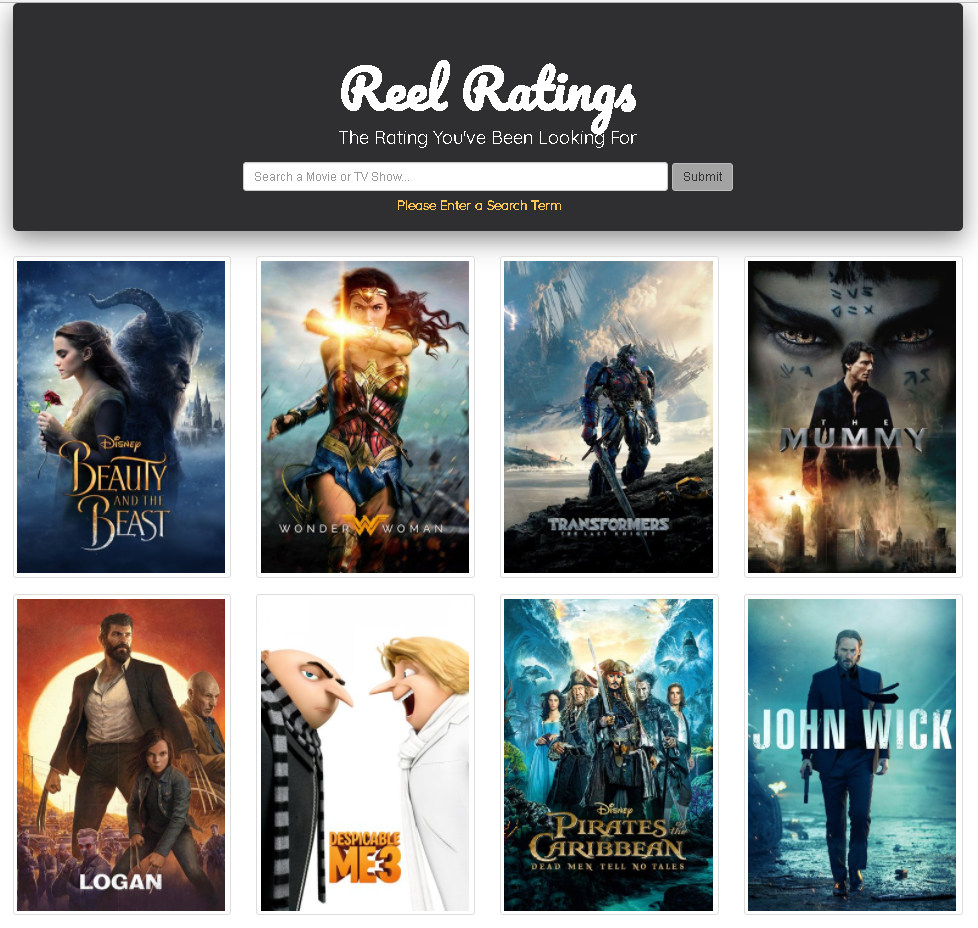 Reel Ratings
The Rating You've Been Looking For
Search a Movie or TV Show...
Submit
Please Enter a Search Term
Disney
BEAUTY
AND THE
BEAST
WONDER WOMAN
TRANSFORMERS
THE LAST KNIGHT
THE
MUMMY
LOGAN
DESPICABLE
ME3
Disney
PIRATES of the
CARIBBEAN
DEAD MEN TELL NO TALES
JOHN WICK